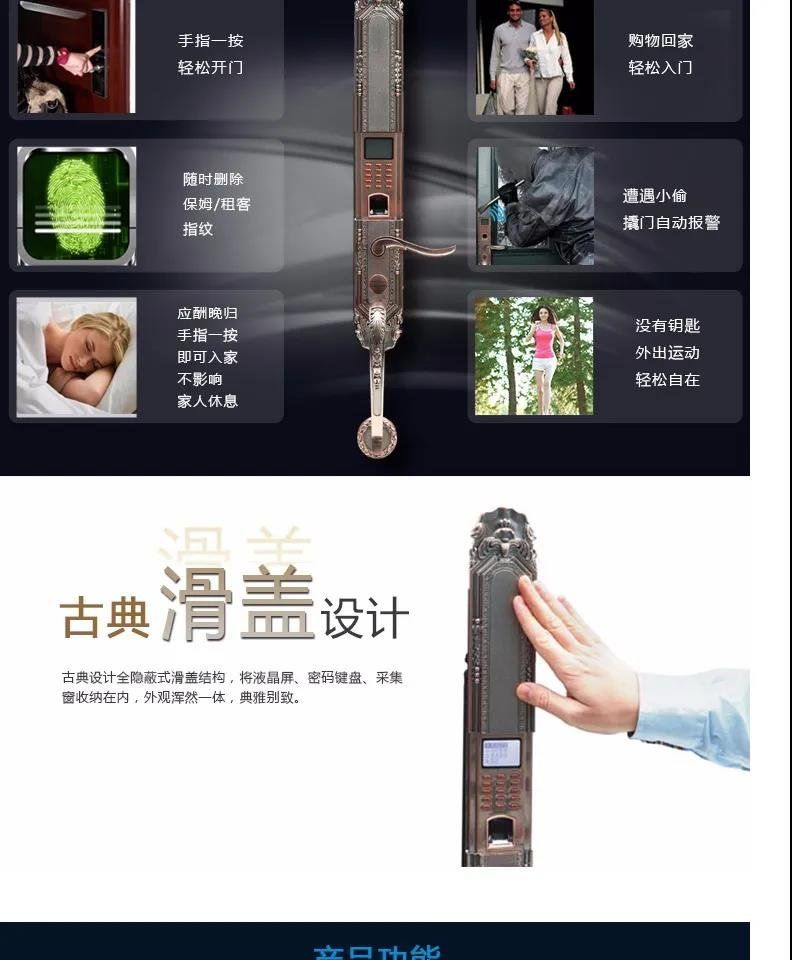 手指一按
轻松开门
购物回家
轻松入门
随时删除
保姆/租客
指纹
遭遇小偷
撬门自动报警
应酬晚归
手指一按
即可入家
不影响
家人休息
没有钥匙
外出运动
轻松自在
滑盖
古典滑盖设计
古典设计全隐蔽式滑盖结构，将液晶屏、密码键盘、采集
窗收纳在内，外观浑然一体，典雅别致。
产品功能